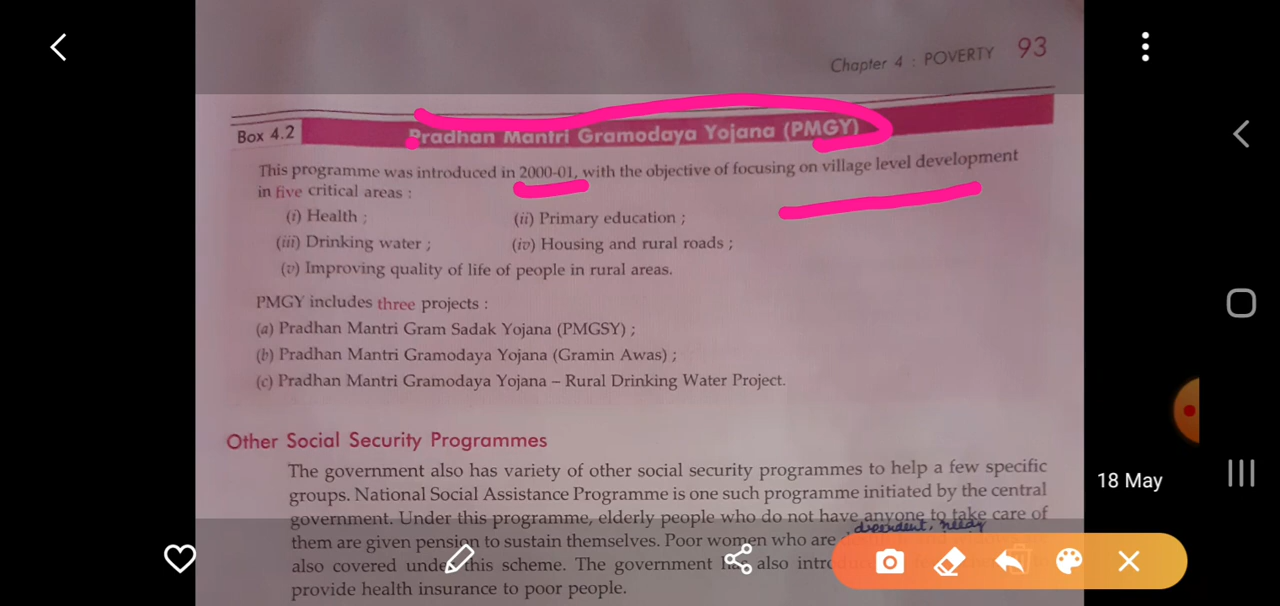 Chapter 4 : POVERTY 93
Box 4.2 Pradhan Mantri Gramodaya Yojana (PMGY)
This programme was introduced in 2000-01, with the objective of focusing on village level development
in five critical areas :
(i) Health ; (ii) Primary education ;
(iii) Drinking water ; (iv) Housing and rural roads ;
(v) Improving quality of life of people in rural areas.
PMGY includes three projects :
(a) Pradhan Mantri Gram Sadak Yojana (PMGSY) ;
(b) Pradhan Mantri Gramodaya Yojana (Gramin Awas) ;
(c) Pradhan Mantri Gramodaya Yojana – Rural Drinking Water Project.
Other Social Security Programmes
The government also has variety of other social security programmes to help a few specific
groups. National Social Assistance Programme is one such programme initiated by the central
18 May
government. Under this programme, elderly people who do not have anyone to take care of
dependent, needy
them are given pension to sustain themselves. Poor women who are
also covered under this scheme. The government has also
provide health insurance to poor people.